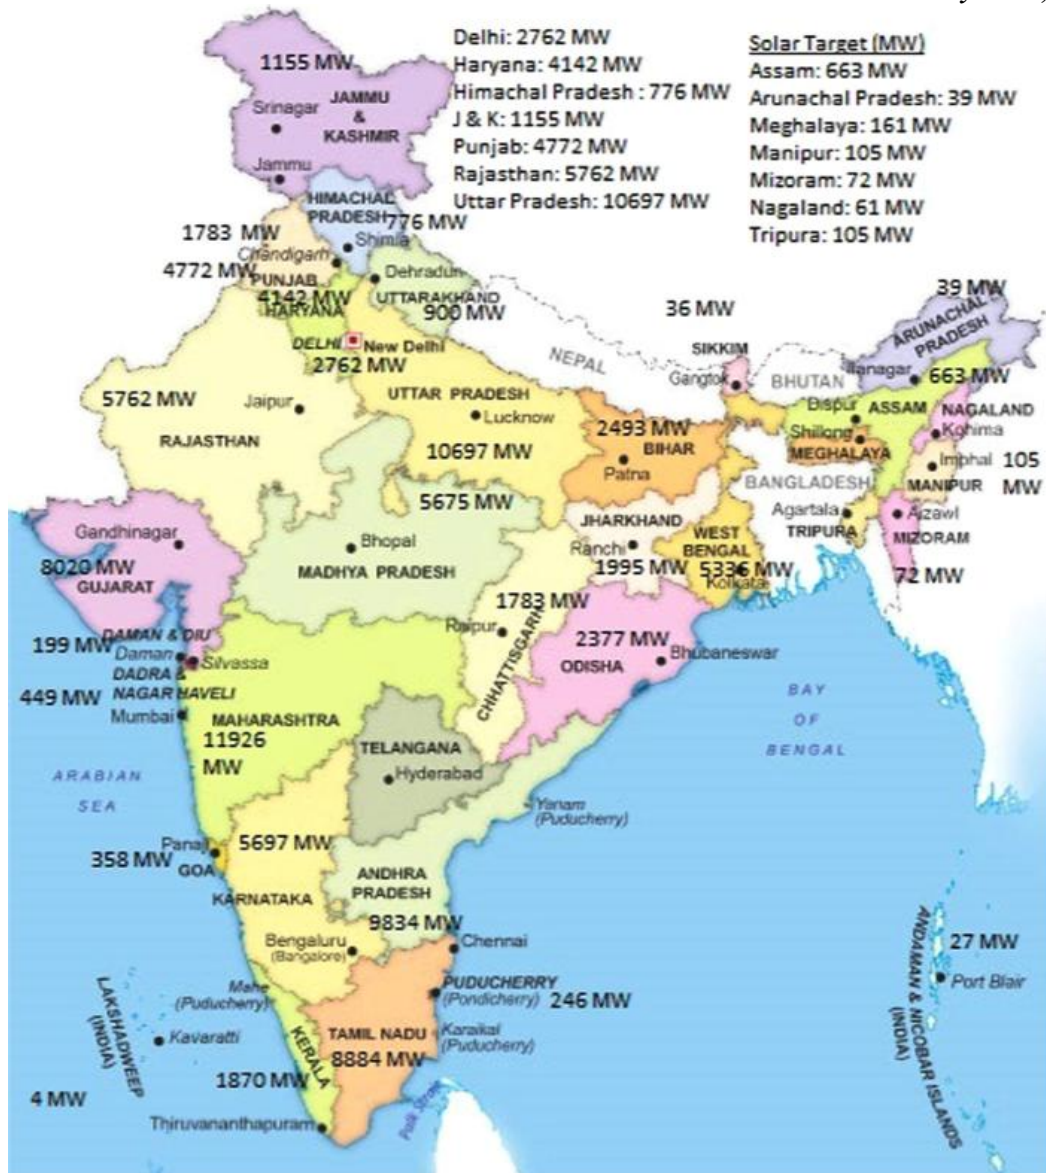 Delhi: 2762 MW
Haryana: 4142 MW
Himachal Pradesh : 776 MW
J & K: 1155 MW
Punjab: 4772 MW
Rajasthan: 5762 MW
Uttar Pradesh: 10697 MW
Solar Target (MW)
Assam: 663 MW
Arunachal Pradesh: 39 MW
Meghalaya: 161 MW
Manipur: 105 MW
Mizoram: 72 MW
Nagaland: 61 MW
Tripura: 105 MW
1155 MW
JAMMU
&
KASHMIR
Srinagar
Jammu
HIMACHAL
PRADESH
776 MW
Shimla
1783 MW
Chandigarh
4772 MW
PUNJAB
Dehradun
UTTARAKHAND
900 MW
4142 MW
HARYANA
DELHI
New Delhi
2762 MW
36 MW
SIKKIM
Gangtok
NEPAL
BHUTAN
39 MW
ARUNACHAL
PRADESH
Itanagar
663 MW
Dispur
ASSAM
NAGALAND
Kohima
Shillong
MEGHALAYA
Imphal
105
MW
MANIPUR
BANGLADESH
Agartala
TRIPURA
Aizawl
MIZORAM
72 MW
5762 MW
Jaipur
RAJASTHAN
UTTAR PRADESH
Lucknow
10697 MW
2493 MW
BIHAR
Patna
5675 MW
Bhopal
MADHYA PRADESH
JHARKHAND
Ranchi
1995 MW
WEST
BENGAL
5336 MW
Kolkata
Gandhinagar
8020 MW
GUJARAT
1783 MW
Raipur
CHHATTISGARH
2377 MW
ODISHA
Bhubaneswar
199 MW
DAMAN & DIU
Daman
Silvassa
DADRA &
NAGAR HAVELI
449 MW
Mumbai
MAHARASHTRA
11926
MW
TELANGANA
Hyderabad
BAY
OF
BENGAL
ARABIAN
SEA
Yanam
(Puducherry)
Panaji
358 MW
GOA
5697 MW
KARNATAKA
ANDHRA
PRADESH
9834 MW
Bengaluru
(Bangalore)
Chennai
Mahe
(Puducherry)
PUDUCHERRY
(Pondicherry)
246 MW
TAMIL NADU
8884 MW
Karaikal
(Puducherry)
KERALA
1870 MW
Thiruvananthapuram
LAKSHADWEEP
(INDIA)
Kavaratti
4 MW
27 MW
Port Blair
ANDAMAN & NICOBAR ISLANDS
(INDIA)